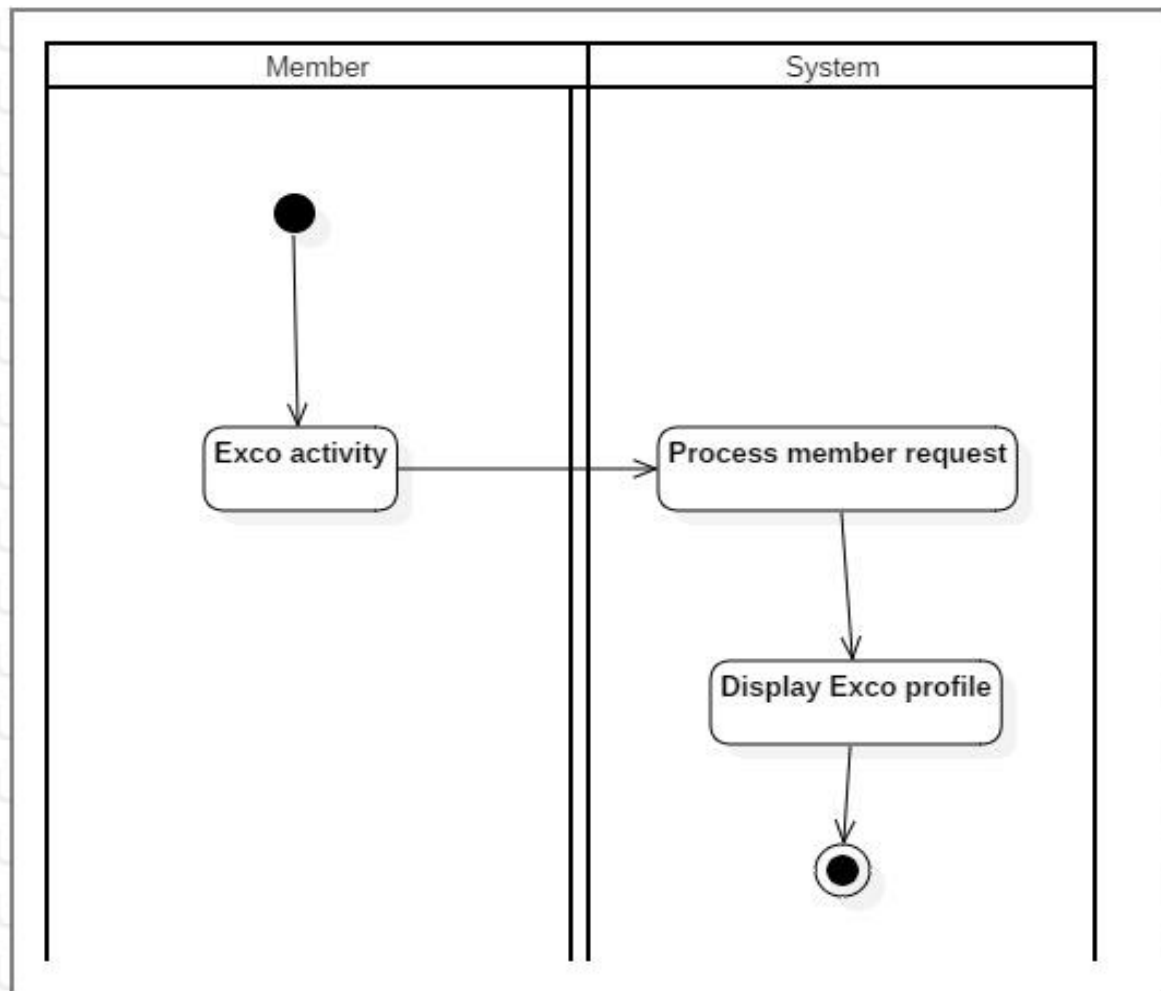 Member
System
Exco activity
Process member request
Display Exco profile